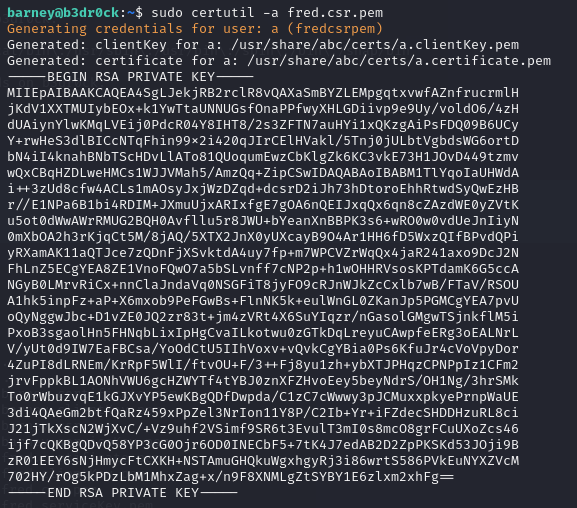 barney@b3dr0ck:~$ sudo certutil -a fred.csr.pem
Generating credentials for user: a (fredcsrpem)
Generated: clientKey for a: /usr/share/abc/certs/a.clientKey.pem
Generated: certificate for a: /usr/share/abc/certs/a.certificate.pem
-----BEGIN RSA PRIVATE KEY-----
MIIEpAIBAAKCAQEA4SgLJekjRB2rclR8vQAXaSmBYZLEMpgqtxvwfAZnfrucrmlH
jKdV1XXTMUIybEOx+k1YwTtaUNNUGsfOnaPPfwyXHLGDiivp9e9Uy/voldO6/4zH
dUAiynYlwKMqLVEij0PdcR04Y8IHT8/2s3ZFTN7auHYi1xQKzgAiPsFDQ09B6UCy
Y+rwHeS3dlBICcNTqFhin99×2i420qJIrCElHVakl/5Tnj0jULbtVgbdsWG6ortD
bN4iI4knahBNbTScHDvLlATo81QUoqumEwzCbKlgZk6KC3vkE73H1JOvD449tzmv
wQxCBqHZDLweHMCs1WJJVMah5/AmzQq+ZipCSwIDAQABAoIBABM1TlYqoIaUHWdA
i++3zUd8cfw4ACLs1mAOsyJxjWzDZqd+dcsrD2iJh73hDtoroEhhRtwdSyQwEzHB
r//E1NPa6B1bi4RDIM+JXmuUjxARIxfgE7gOA6nQEIJxqQx6qn8cZAzdWE0yZVtK
u5ot0dWwAWrRMUG2BQH0Avfllu5r8JWU+bYeanXnBBPK3s6+wRO0w0vdUeJnIiyN
0mXbOA2h3rKjqCt5M/8jAQ/5XTX2JnX0yUXcayB9O4Ar1HH6fD5WxzQIfBPvdQPi
yRXamAK11aQTJce7zQDnFjXSvktdA4uy7fp+m7WPCVZrWqQx4jaR241axo9DcJ2N
FhLnZ5ECgYEA8ZE1VnoFQwO7a5bSLvnff7cNP2p+h1wOHHRVsosKPTdamK6G5ccA
NGyB0LMrvRiCx+nnClaJndaVq0NSGFiT8jyFO9cRJnWJkZcCxlb7wB/FTaV/RSOU
A1hk5inpFz+aP+X6mxob9PeFGwBs+FlnNK5k+eulWnGL0ZKanJp5PGMCgYEA7pvU
oQyNggwJbc+D1vZE0JQ2zr83t+jm4zVRt4X6SuYIqzr/nGasolGMgwTSjnkflM5i
PxoB3sgaolHn5FHNqbLixIpHgCvaILkotwu0zGTkDqLreyuCAwpfeERg3oEALNrL
V/yUt0d9IW7EaFBCsa/YoOdCtU5IIhVoxv+vQvkCgYBia0Ps6KfuJr4cVoVpyDor
4ZuPI8dLRNEm/KrRpF5WlI/ftvOU+F/3++Fj8yu1zh+ybXTJPHqzCPNPpIz1CFm2
jrvFppkBL1AONhVWU6gcHZWYTf4tYBJ0znXFZHvoEey5beyNdrS/OH1Ng/3hrSMk
To0rWbuzvqE1kGJXvYP5ewKBgQDfDwpda/C1zC7cWwwy3pJCMuxxpkyePrnpWaUE
3di4QAeGm2btfQaRz459xPpZel3NrIon11Y8P/C2Ib+Yr+iFZdecSHDDHzuRL8ci
J21jTkXscN2WjXvC/+Vz9uhf2VSimf9SR6t3EvulT3mI0s8mcO8grFCuUXoZcs46
ijf7cQKBgQDvQ58YP3cG0Ojr6OD0INECbF5+7tK4J7edAB2D2ZpPKSKd53JOji9B
zR01EEY6sNjHmycFtCXKH+NSTAmuGHQkuWgxhgyRj3i86wrtS586PVkEuNYXZVcM
702HY/rOg5kPDzLbM1MhxZag+x/n9F8XNMLgZtSYBY1E6zlxm2xhFg==
-----END RSA PRIVATE KEY-----